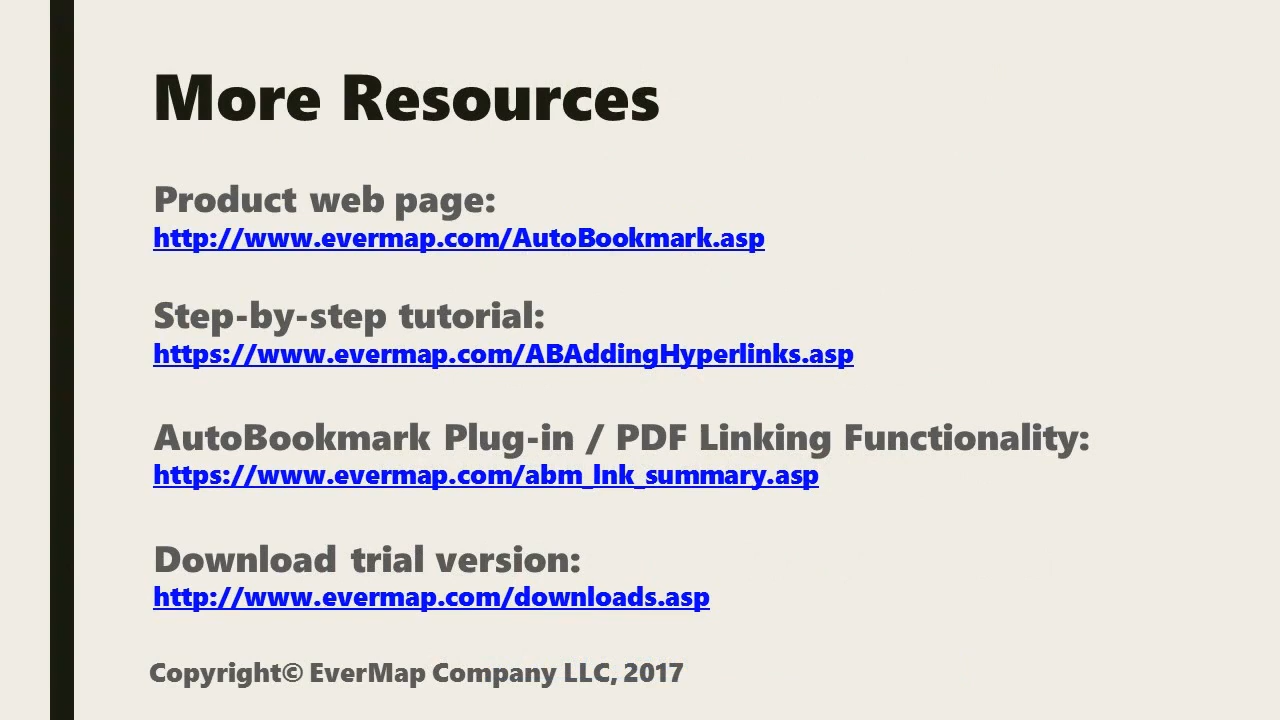 More Resources
Product web page:
http://www.evermap.com/AutoBookmark.asp
Step-by-step tutorial:
https://www.evermap.com/ABAddingHyperlinks.asp
AutoBookmark Plug-in / PDF Linking Functionality:
https://www.evermap.com/abm_lnk_summary.asp
Download trial version:
http://www.evermap.com/downloads.asp
Copyright© EverMap Company LLC, 2017